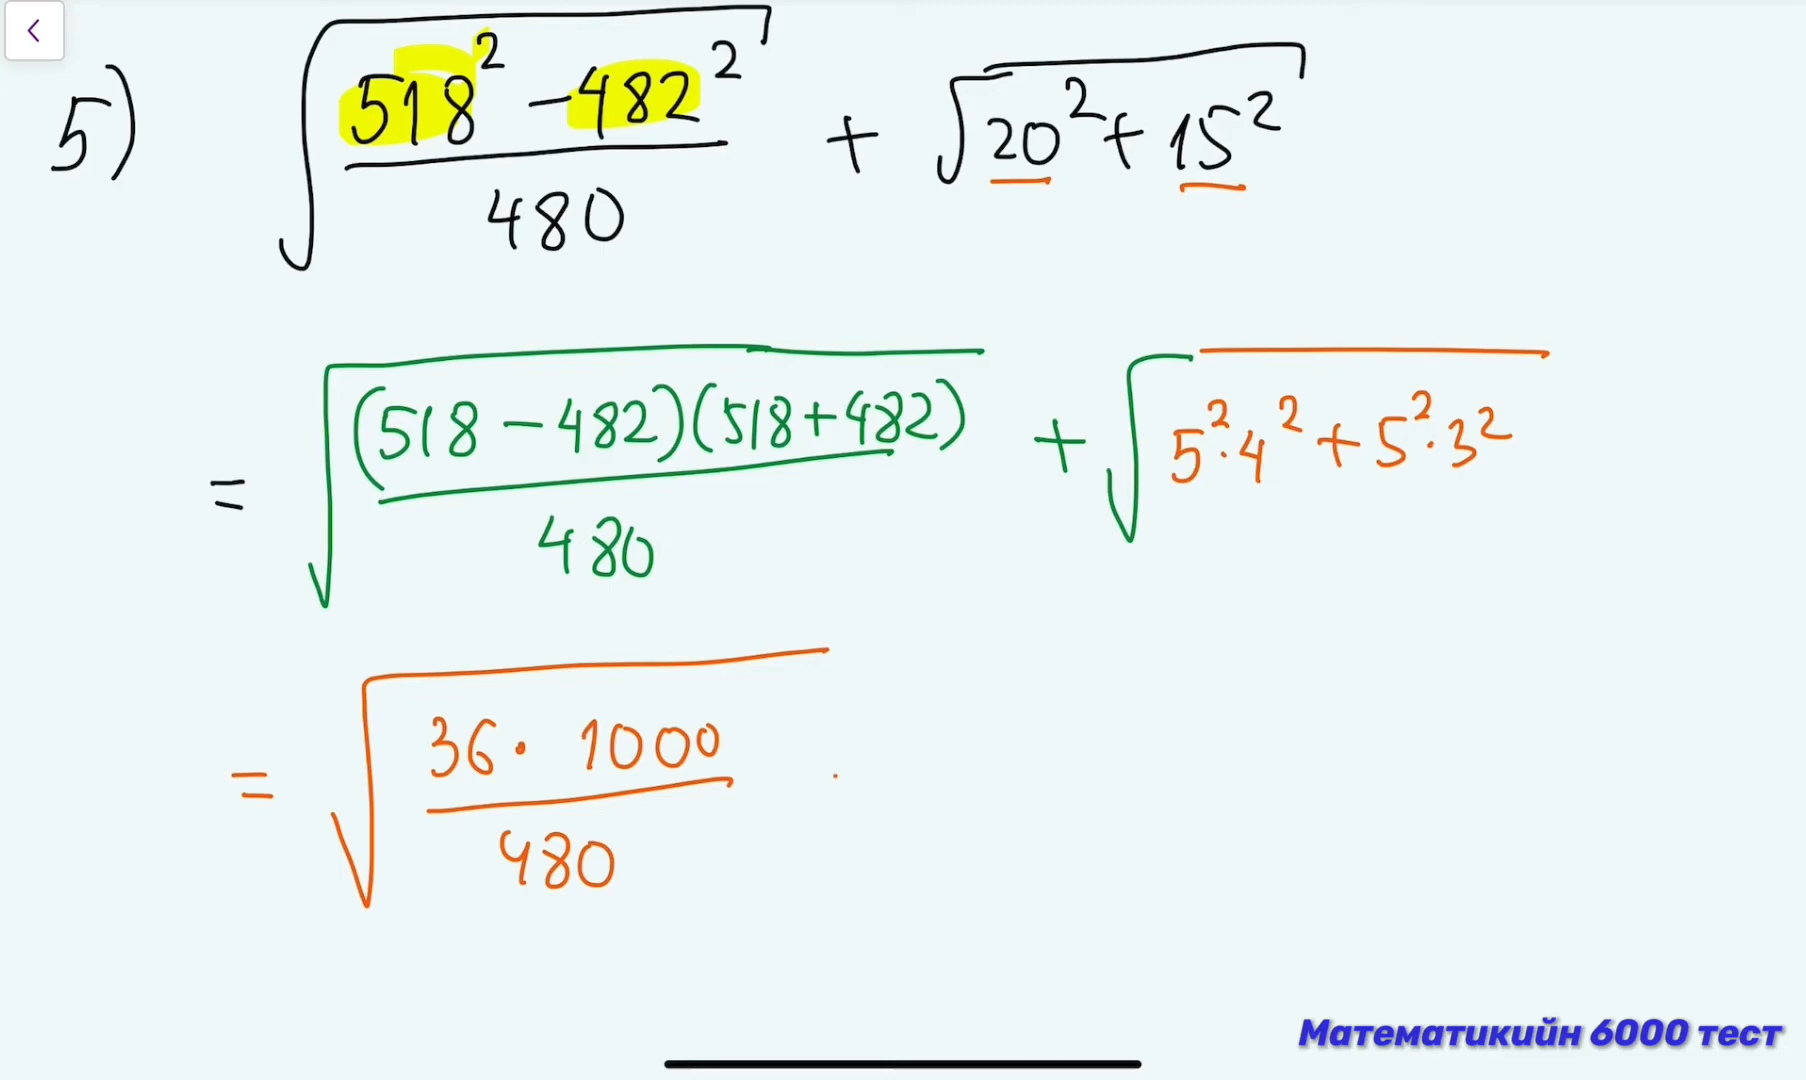 5) √((518² - 482²)/480) + √(20² + 15²)
= √((518 - 482)(518 + 482)/480) + √(5²·4² + 5²·3²)
= √(36 · 1000/480)
Математикийн 6000 тест